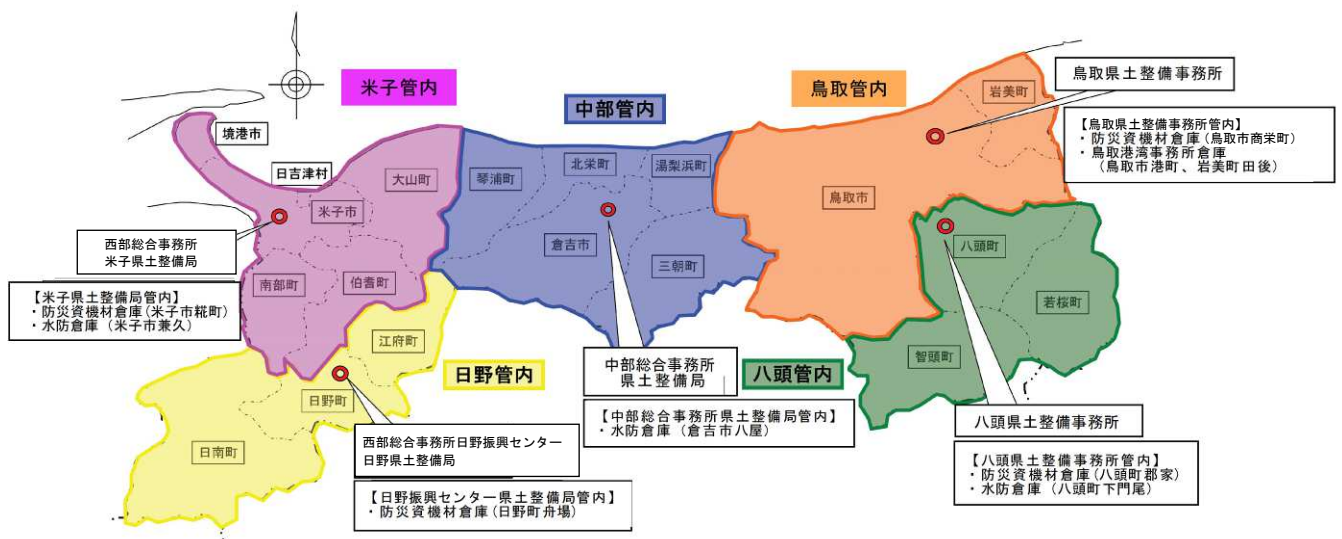 米子管内
中部管内
鳥取管内
鳥取県土整備事務所
岩美町
境港市
【鳥取県土整備事務所管内】
・防災資機材倉庫(鳥取市商栄町)
・鳥取港湾事務所倉庫
(鳥取市港町、岩美町田後)
日吉津村
大山町
琴浦町
北栄町
湯梨浜町
米子市
鳥取市
西部総合事務所
米子県土整備局
倉吉市
八頭町
三朝町
南部町
伯耆町
若桜町
【米子県土整備局管内】
・防災資機材倉庫(米子市糀町)
・水防倉庫(米子市兼久)
江府町
智頭町
日野管内
中部総合事務所
県土整備局
八頭管内
日野町
【中部総合事務所県土整備局管内】
・水防倉庫(倉吉市八屋)
八頭県土整備事務所
日南町
西部総合事務所日野振興センター
日野県土整備局
【八頭県土整備事務所管内】
・防災資機材倉庫(八頭町郡家)
・水防倉庫(八頭町下門尾)
【日野振興センター県土整備局管内】
・防災資機材倉庫(日野町舟場)